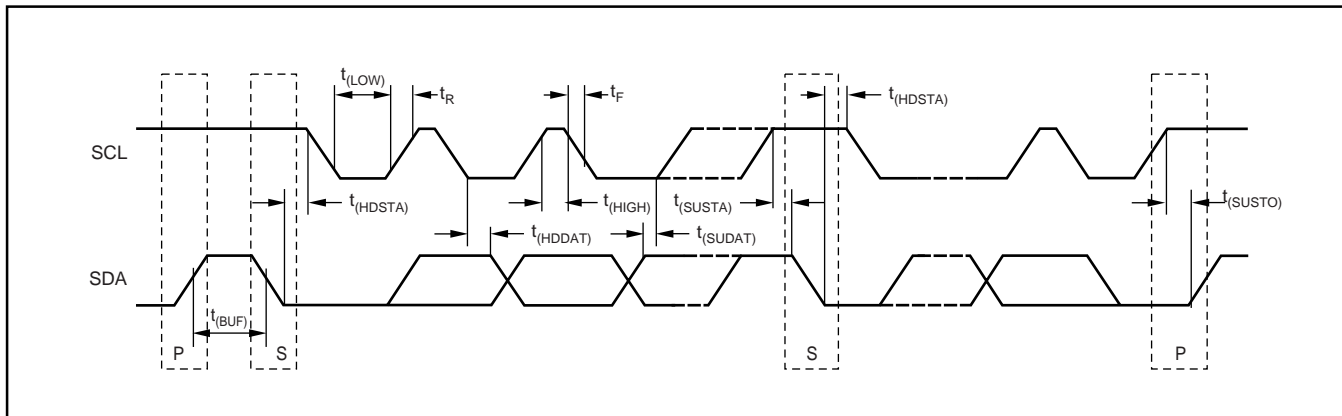 t(LOW)
tR
tF
t(HDSTA)
SCL
t(HDSTA)
t(HIGH)
t(SUSTA)
t(SUSTO)
t(HDDAT)
t(SUDAT)
SDA
t(BUF)
P
S
S
P